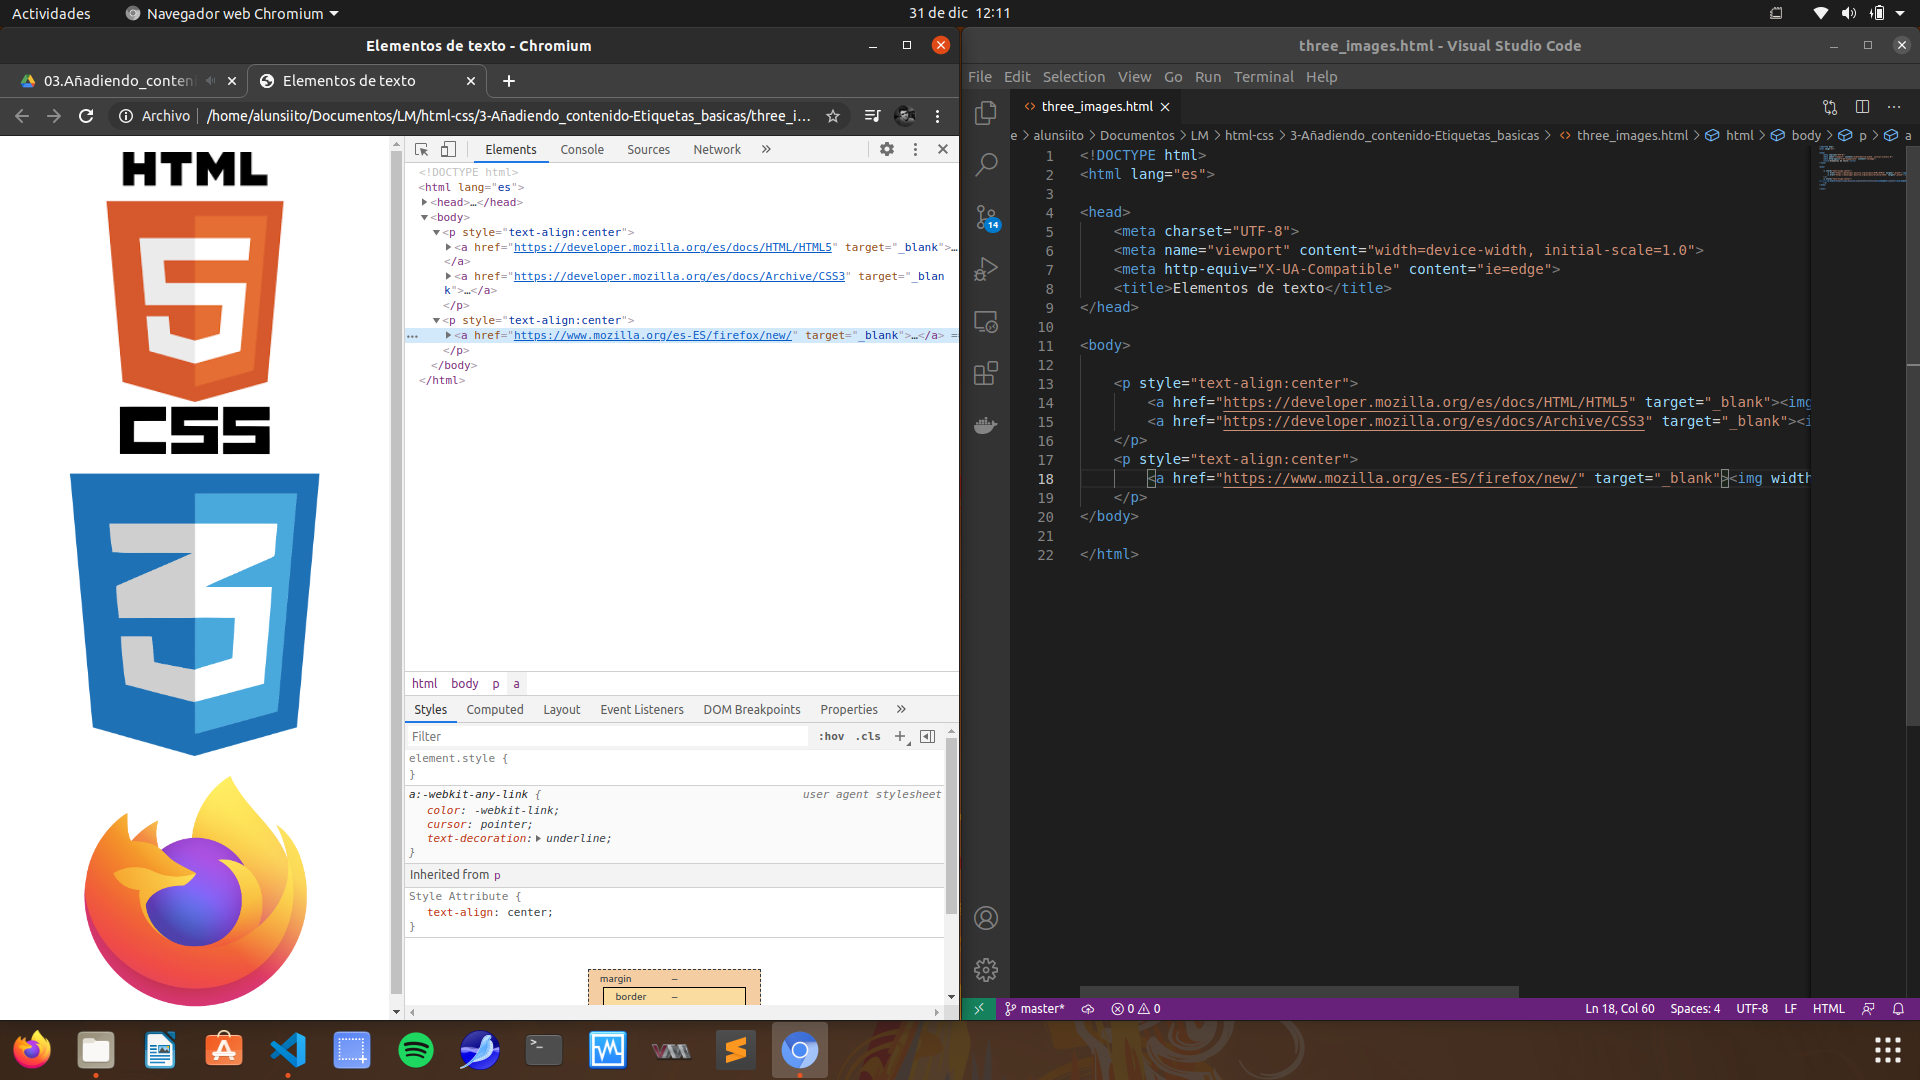 Actividades
Navegador web Chromium
31 de dic 12:11
Elementos de texto - Chromium
03.Añadiendo_conten
Elementos de texto
Archivo
/home/alunsiito/Documentos/LM/html-css/3-Añadiendo_contenido-Etiquetas_basicas/three_i...
HTML
5
CSS
3
Elements
Console
Sources
Network
<!DOCTYPE html>
<html lang="es">
<head>…</head>
<body>
<p style="text-align:center">
<a href="https://developer.mozilla.org/es/docs/HTML/HTML5" target="_blank">…
</a>
<a href="https://developer.mozilla.org/es/docs/Archive/CSS3" target="_blan
k">…</a>
</p>
<p style="text-align:center">
<a href="https://www.mozilla.org/es-ES/firefox/new/" target="_blank">…</a> ==
</p>
</body>
</html>
html body p a
Styles
Computed
Layout
Event Listeners
DOM Breakpoints
Properties
Filter
:hov .cls
element.style {
}
a:-webkit-any-link {
user agent stylesheet
color: -webkit-link;
cursor: pointer;
text-decoration: underline;
}
Inherited from p
Style Attribute {
text-align: center;
}
margin –
border –
three_images.html - Visual Studio Code
File Edit Selection View Go Run Terminal Help
three_images.html
e > alunsiito > Documentos > LM > html-css > 3-Añadiendo_contenido-Etiquetas_basicas > three_images.html > html > body > p > a
14
1 <!DOCTYPE html>
2 <html lang="es">
3
4 <head>
5 <meta charset="UTF-8">
6 <meta name="viewport" content="width=device-width, initial-scale=1.0">
7 <meta http-equiv="X-UA-Compatible" content="ie=edge">
8 <title>Elementos de texto</title>
9 </head>
10
11 <body>
12
13 <p style="text-align:center">
14 <a href="https://developer.mozilla.org/es/docs/HTML/HTML5" target="_blank"><img
15 <a href="https://developer.mozilla.org/es/docs/Archive/CSS3" target="_blank"><i
16 </p>
17 <p style="text-align:center">
18 <a href="https://www.mozilla.org/es-ES/firefox/new/" target="_blank"><img width
19 </p>
20 </body>
21
22 </html>
master*
0 0
Ln 18, Col 60
Spaces: 4
UTF-8
LF
HTML